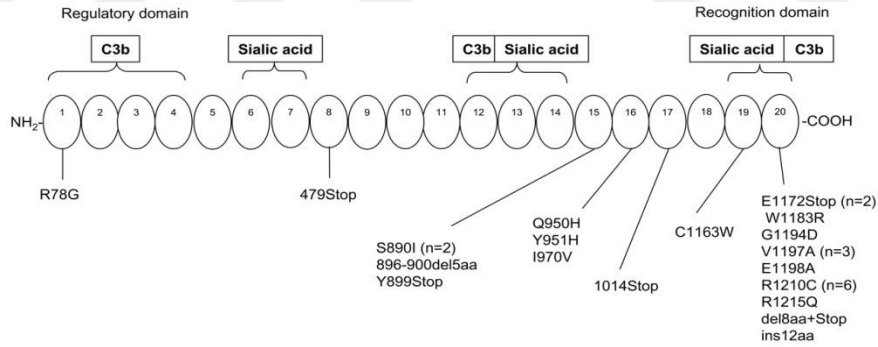 Regulatory domain
Recognition domain
C3b
Sialic acid
C3b Sialic acid
Sialic acid C3b
NH2- 1 2 3 4 5 6 7 8 9 10 11 12 13 14 15 16 17 18 19 20 -COOH
R78G
479Stop
S890I (n=2)
896-900del5aa
Y899Stop
Q950H
Y951H
I970V
1014Stop
C1163W
E1172Stop (n=2)
W1183R
G1194D
V1197A (n=3)
E1198A
R1210C (n=6)
R1215Q
del8aa+Stop
ins12aa